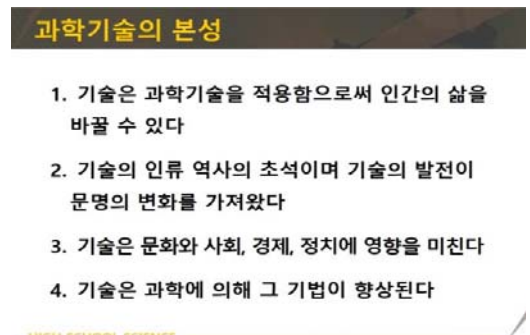 과학기술의 본성
1. 기술은 과학기술을 적용함으로써 인간의 삶을
바꿀 수 있다
2. 기술의 인류 역사의 초석이며 기술의 발전이
문명의 변화를 가져왔다
3. 기술은 문화와 사회, 경제, 정치에 영향을 미친다
4. 기술은 과학에 의해 그 기법이 향상된다
HIGH SCHOOL SCIENCE